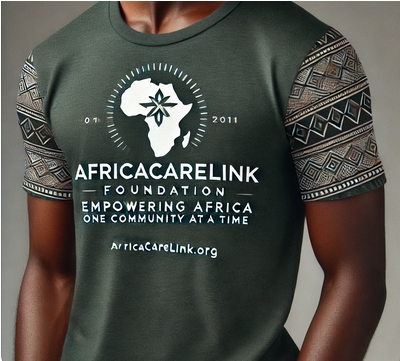 2011
AFRICACARELINK
FOUNDATION
EMPOWERING AFRICA
ONE COMMUNITY AT A TIME
AfricaCareLink.org